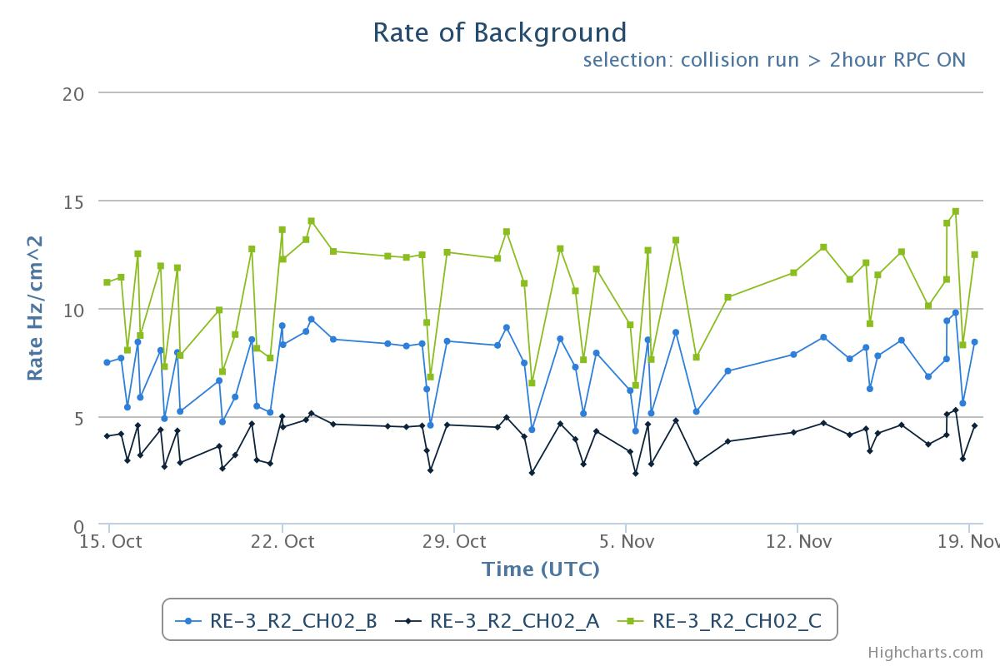 Rate of Background
selection: collision run > 2hour RPC ON
Rate Hz/cm^2
20
15
10
5
0
15. Oct 22. Oct 29. Oct 5. Nov 12. Nov 19. Nov
Time (UTC)
RE-3_R2_CH02_B RE-3_R2_CH02_A RE-3_R2_CH02_C
Highcharts.com